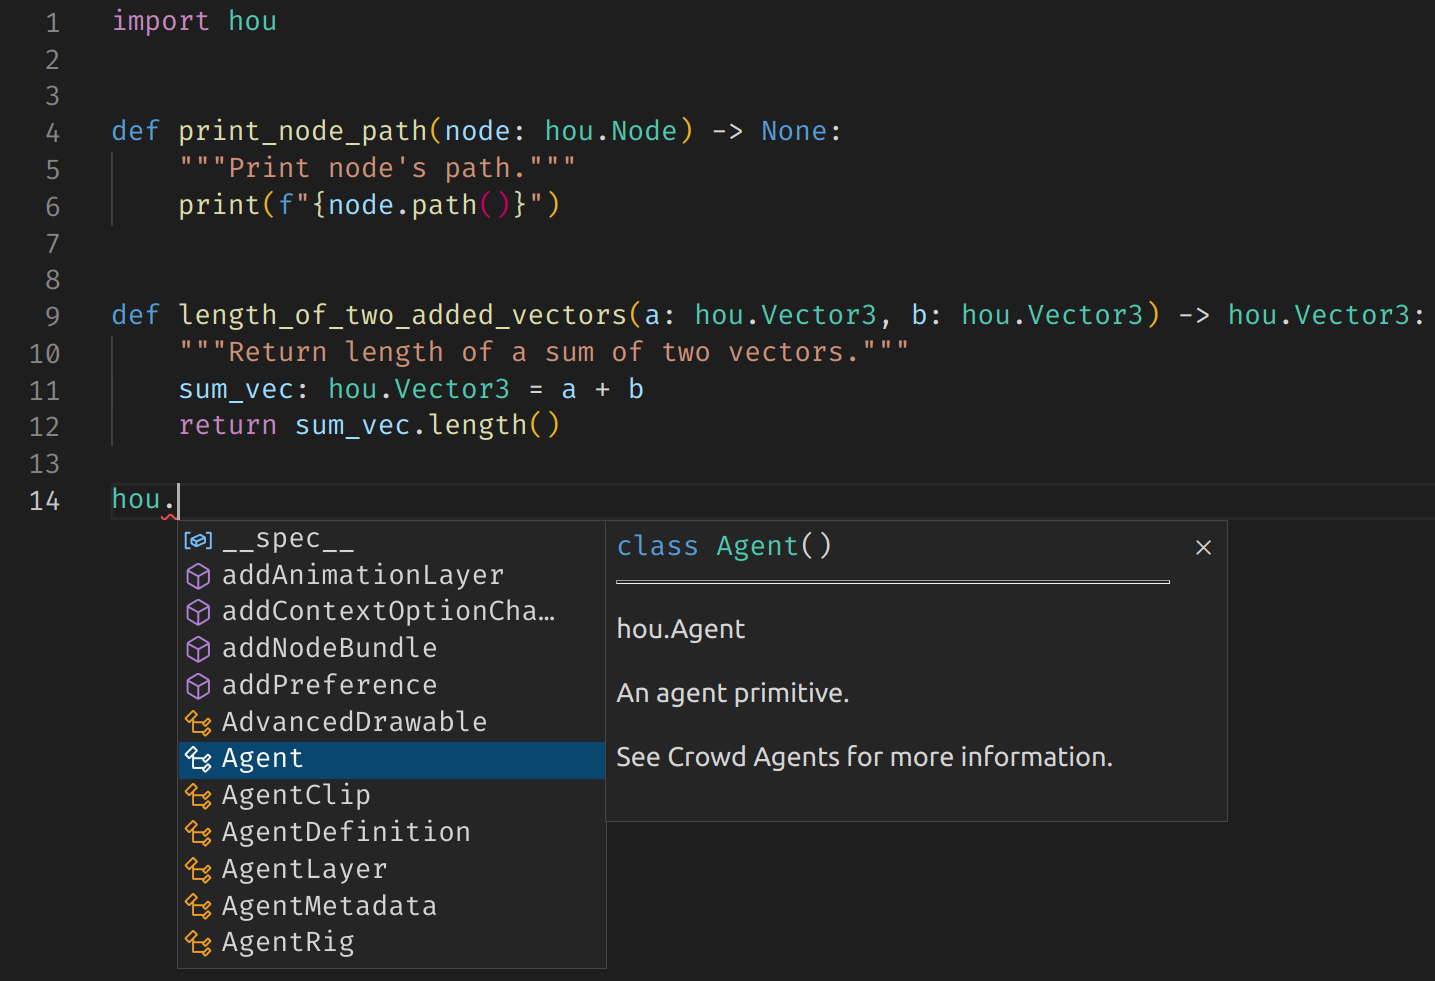 1 import hou
2
3
4 def print_node_path(node: hou.Node) -> None:
5 """Print node's path."""
6 print(f"{node.path()}")
7
8
9 def length_of_two_added_vectors(a: hou.Vector3, b: hou.Vector3) -> hou.Vector3:
10 """Return length of a sum of two vectors."""
11 sum_vec: hou.Vector3 = a + b
12 return sum_vec.length()
13
14 hou.
__spec__
addAnimationLayer
addContextOptionCha…
addNodeBundle
addPreference
AdvancedDrawable
Agent
AgentClip
AgentDefinition
AgentLayer
AgentMetadata
AgentRig
class Agent()
hou.Agent
An agent primitive.
See Crowd Agents for more information.